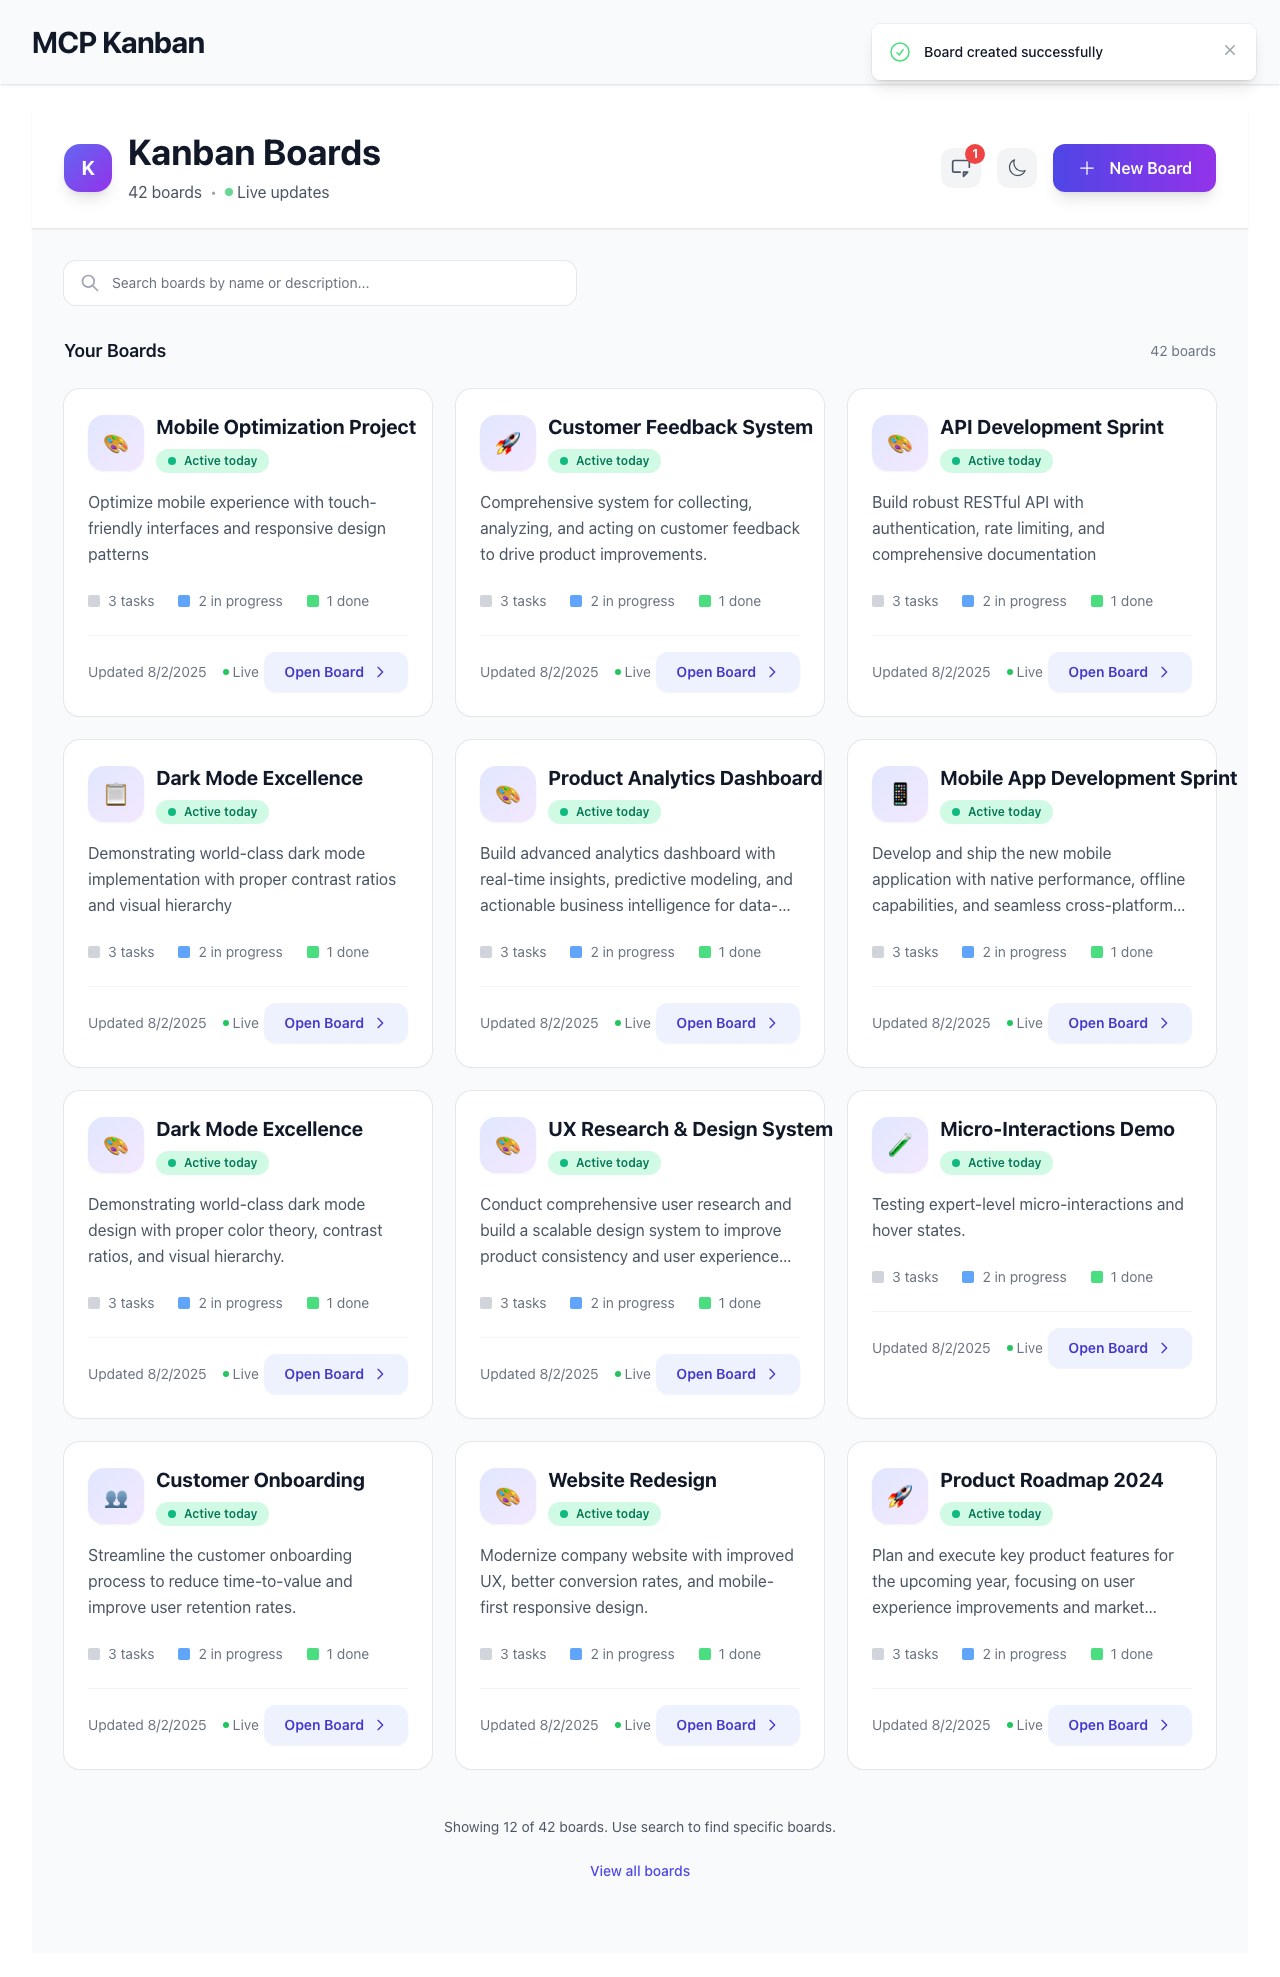 MCP Kanban
Board created successfully
K
Kanban Boards
42 boards • Live updates
1
New Board
Search boards by name or description...
Your Boards
42 boards
Mobile Optimization Project
Active today
Optimize mobile experience with touch-
friendly interfaces and responsive design
patterns
3 tasks 2 in progress 1 done
Updated 8/2/2025 Live Open Board
Customer Feedback System
Active today
Comprehensive system for collecting,
analyzing, and acting on customer feedback
to drive product improvements.
3 tasks 2 in progress 1 done
Updated 8/2/2025 Live Open Board
API Development Sprint
Active today
Build robust RESTful API with
authentication, rate limiting, and
comprehensive documentation
3 tasks 2 in progress 1 done
Updated 8/2/2025 Live Open Board
Dark Mode Excellence
Active today
Demonstrating world-class dark mode
implementation with proper contrast ratios
and visual hierarchy
3 tasks 2 in progress 1 done
Updated 8/2/2025 Live Open Board
Product Analytics Dashboard
Active today
Build advanced analytics dashboard with
real-time insights, predictive modeling, and
actionable business intelligence for data-...
3 tasks 2 in progress 1 done
Updated 8/2/2025 Live Open Board
Mobile App Development Sprint
Active today
Develop and ship the new mobile
application with native performance, offline
capabilities, and seamless cross-platform...
3 tasks 2 in progress 1 done
Updated 8/2/2025 Live Open Board
Dark Mode Excellence
Active today
Demonstrating world-class dark mode
design with proper color theory, contrast
ratios, and visual hierarchy.
3 tasks 2 in progress 1 done
Updated 8/2/2025 Live Open Board
UX Research & Design System
Active today
Conduct comprehensive user research and
build a scalable design system to improve
product consistency and user experience...
3 tasks 2 in progress 1 done
Updated 8/2/2025 Live Open Board
Micro-Interactions Demo
Active today
Testing expert-level micro-interactions and
hover states.
3 tasks 2 in progress 1 done
Updated 8/2/2025 Live Open Board
Customer Onboarding
Active today
Streamline the customer onboarding
process to reduce time-to-value and
improve user retention rates.
3 tasks 2 in progress 1 done
Updated 8/2/2025 Live Open Board
Website Redesign
Active today
Modernize company website with improved
UX, better conversion rates, and mobile-
first responsive design.
3 tasks 2 in progress 1 done
Updated 8/2/2025 Live Open Board
Product Roadmap 2024
Active today
Plan and execute key product features for
the upcoming year, focusing on user
experience improvements and market...
3 tasks 2 in progress 1 done
Updated 8/2/2025 Live Open Board
Showing 12 of 42 boards. Use search to find specific boards.
View all boards